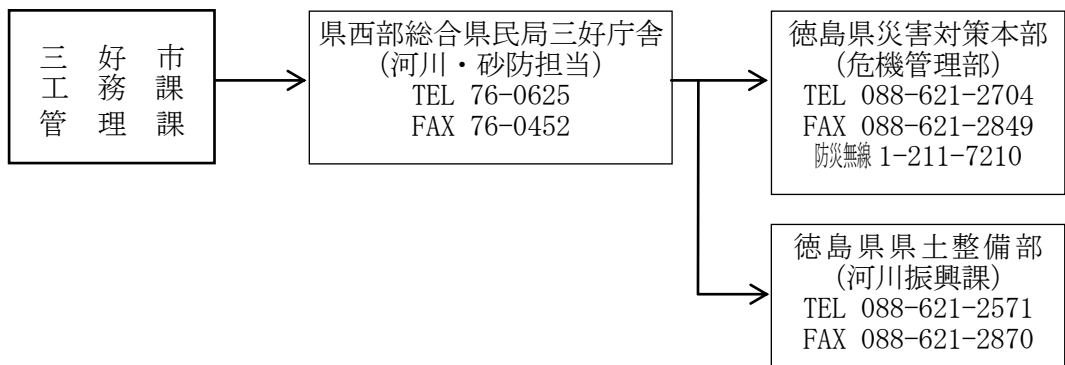 三好市
工務課
管理課
県西部総合県民局三好庁舎
(河川・砂防担当)
TEL 76-0625
FAX 76-0452
徳島県災害対策本部
(危機管理部)
TEL 088-621-2704
FAX 088-621-2849
防災無線 1-211-7210
徳島県県土整備部
(河川振興課)
TEL 088-621-2571
FAX 088-621-2870